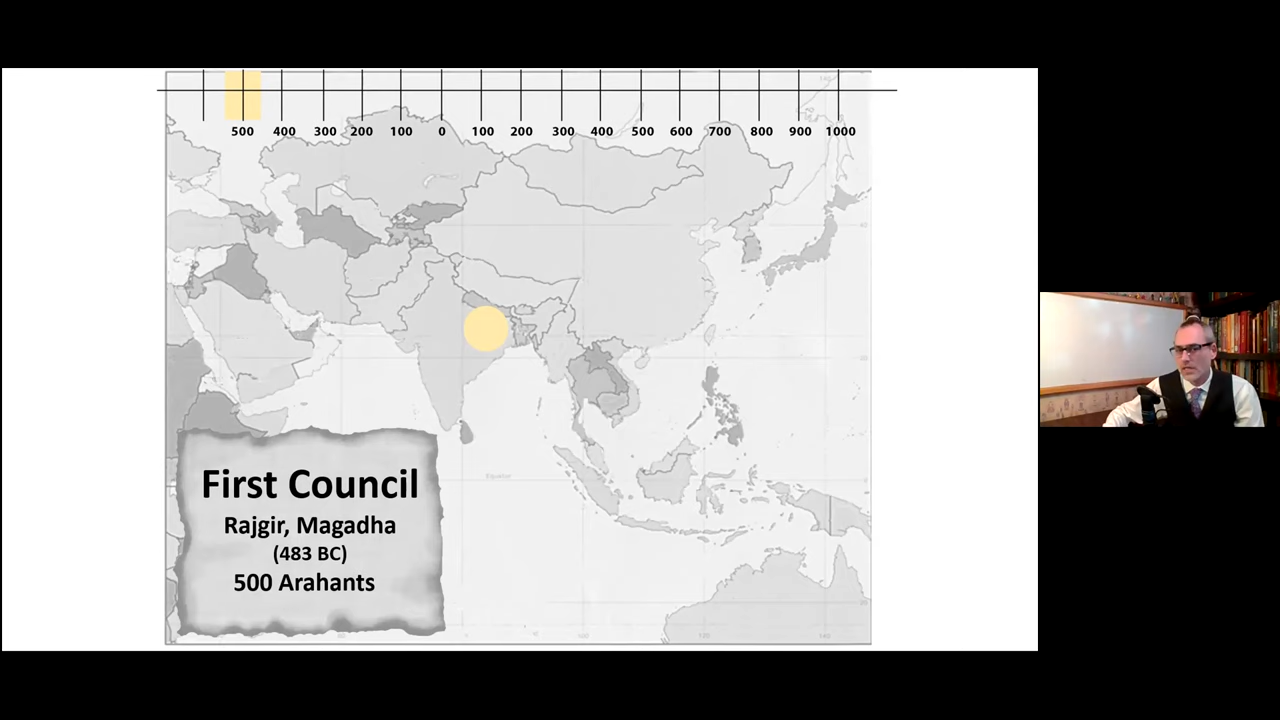 500 400 300 200 100 0 100 200 300 400 500 600 700 800 900 1000
Equator
First Council
Rajgir, Magadha
(483 BC)
500 Arahants